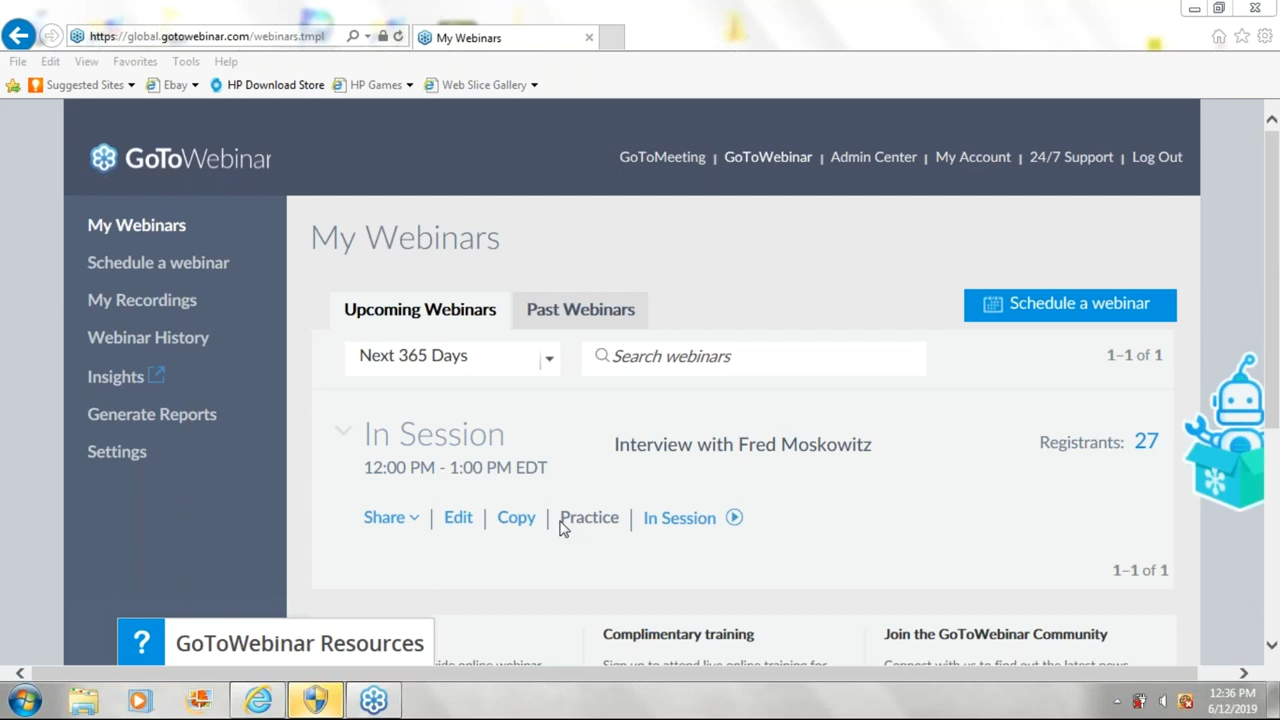 https://global.gotowebinar.com/webinars.tmpl
My Webinars
File Edit View Favorites Tools Help
Suggested Sites Ebay HP Download Store HP Games Web Slice Gallery
GoToWebinar
GoToMeeting | GoToWebinar | Admin Center | My Account | 24/7 Support | Log Out
My Webinars
Schedule a webinar
My Recordings
Webinar History
Insights
Generate Reports
Settings
My Webinars
Upcoming Webinars
Past Webinars
Schedule a webinar
Next 365 Days
Search webinars
1–1 of 1
In Session
12:00 PM - 1:00 PM EDT
Interview with Fred Moskowitz
Registrants: 27
Share | Edit | Copy | Practice | In Session
1–1 of 1
? GoToWebinar Resources
Complimentary training
Join the GoToWebinar Community
12:36 PM
6/12/2019